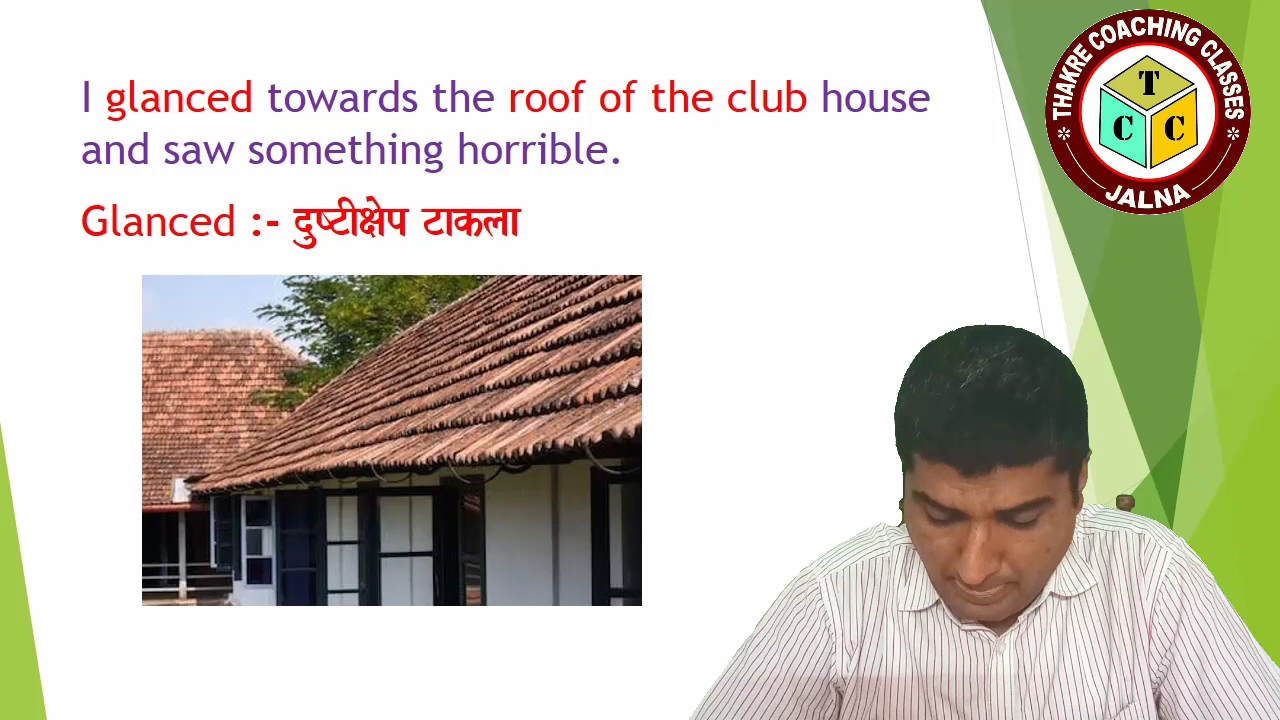 I glanced towards the roof of the club house
and saw something horrible.
Glanced :- दुष्टीक्षेप टाकला
THAKRE COACHING CLASSES
T
C C
JALNA